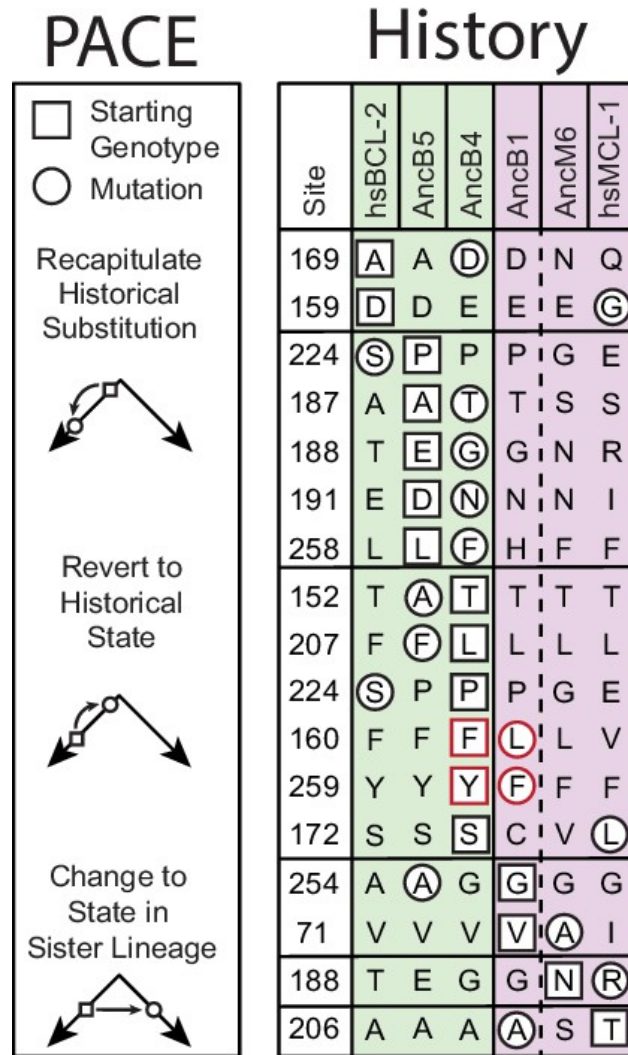 PACE
Starting
Genotype
Mutation
Recapitulate
Historical
Substitution
Revert to
Historical
State
Change to
State in
Sister Lineage
History
Site hsBCL-2 AncB5 AncB4 AncB1 AncM6 hsMCL-1
169 A A D D N Q
159 D D E E E G
224 S P P P G E
187 A A T T S S
188 T E G G N R
191 E D N N N I
258 L L F H F F
152 T A T T T T
207 F F L L L L
224 S P P P G E
160 F F F L L V
259 Y Y Y F F F
172 S S S C V L
254 A A G G G G
71 V V V V A I
188 T E G G N R
206 A A A A S T